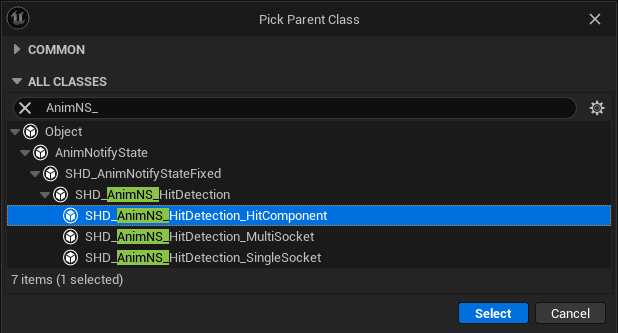 Pick Parent Class
COMMON
ALL CLASSES
AnimNS_
Object
AnimNotifyState
SHD_AnimNotifyStateFixed
SHD_AnimNS_HitDetection
SHD_AnimNS_HitDetection_HitComponent
SHD_AnimNS_HitDetection_MultiSocket
SHD_AnimNS_HitDetection_SingleSocket
7 items (1 selected)
Select Cancel